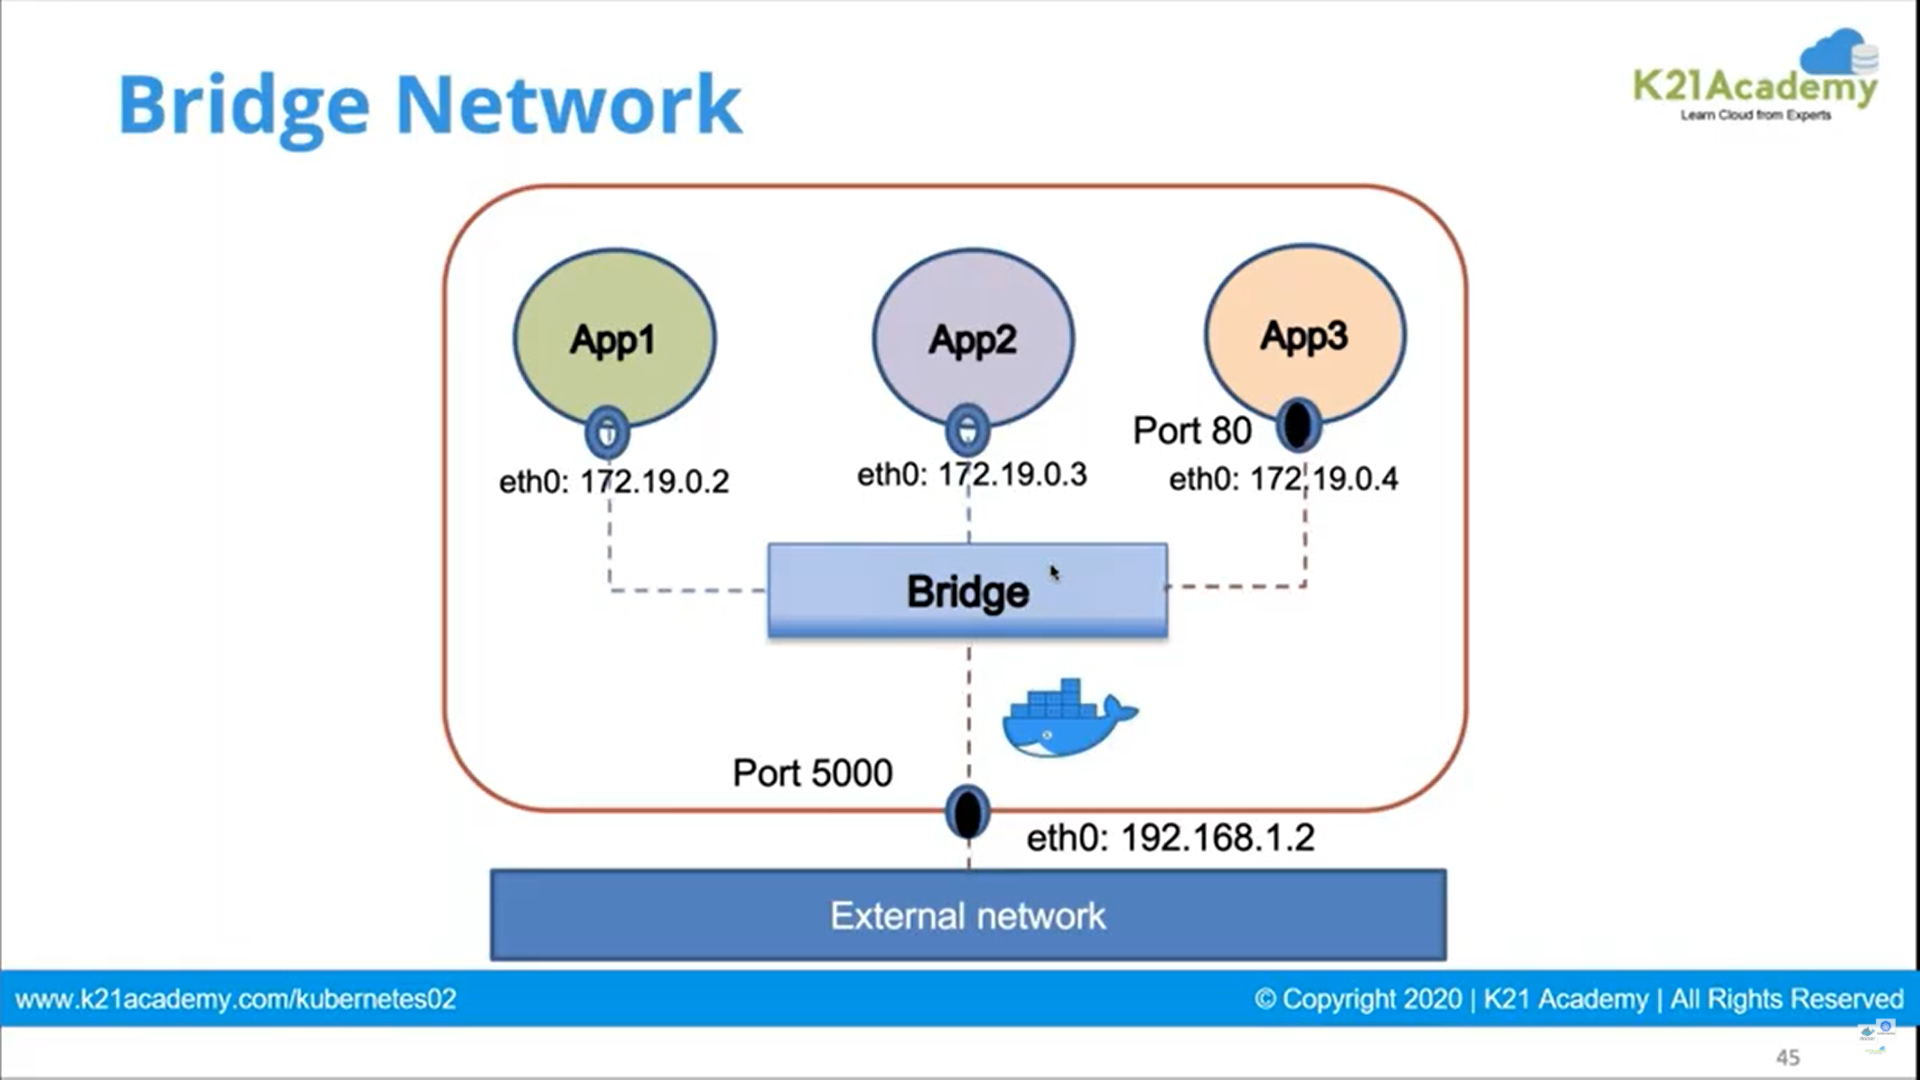 Bridge Network
K21Academy
Learn Cloud from Experts
App1
App2
App3
Port 80
eth0: 172.19.0.2
eth0: 172.19.0.3
eth0: 172.19.0.4
Bridge
Port 5000
eth0: 192.168.1.2
External network
www.k21academy.com/kubernetes02
© Copyright 2020 | K21 Academy | All Rights Reserved
45